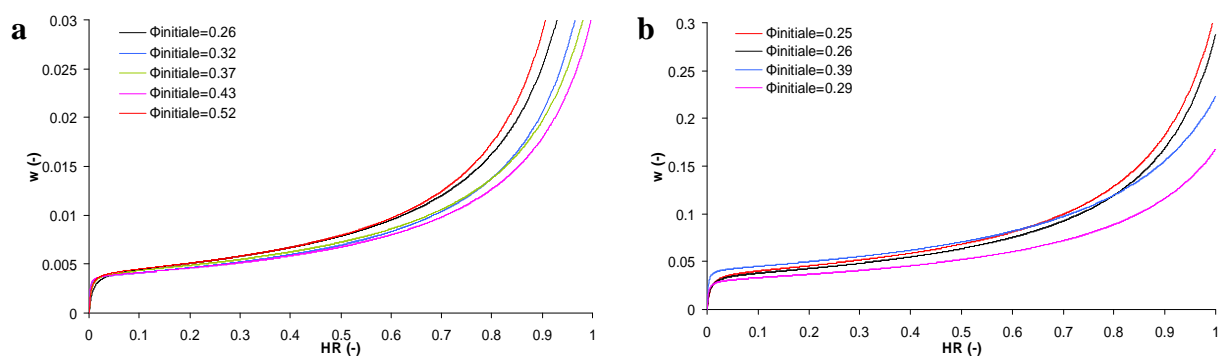 a
0.03
0.025
0.02
0.015
0.01
0.005
0
w (-)
Φinitiale=0.26
Φinitiale=0.32
Φinitiale=0.37
Φinitiale=0.43
Φinitiale=0.52
0 0.1 0.2 0.3 0.4 0.5 0.6 0.7 0.8 0.9 1
HR (-)
b
0.3
0.25
0.2
0.15
0.1
0.05
0
w (-)
Φinitiale=0.25
Φinitiale=0.26
Φinitiale=0.39
Φinitiale=0.29
0 0.1 0.2 0.3 0.4 0.5 0.6 0.7 0.8 0.9 1
HR (-)